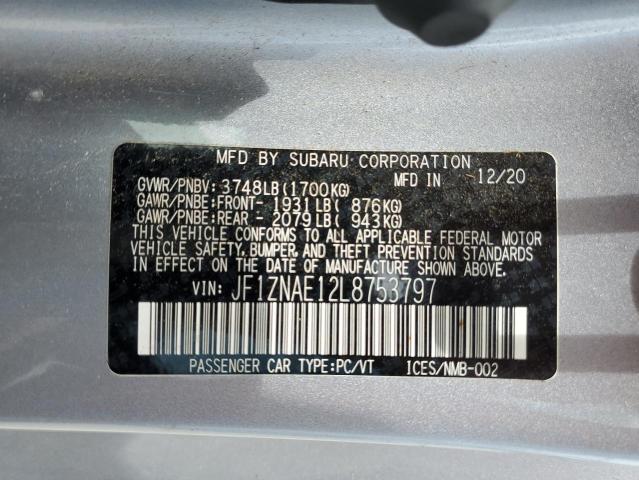 MFD BY SUBARU CORPORATION
MFD IN 12/20
GVWR/PNBV: 3748LB(1700KG)
GAWR/PNBE:FRONT- 1931LB( 876KG)
GAWR/PNBE:REAR - 2079LB( 943KG)
THIS VEHICLE CONFORMS TO ALL APPLICABLE FEDERAL MOTOR
VEHICLE SAFETY, BUMPER, AND THEFT PREVENTION STANDARDS
IN EFFECT ON THE DATE OF MANUFACTURE SHOWN ABOVE.
VIN: JF1ZNAE12L8753797
PASSENGER CAR TYPE:PC/VT ICES/NMB-002